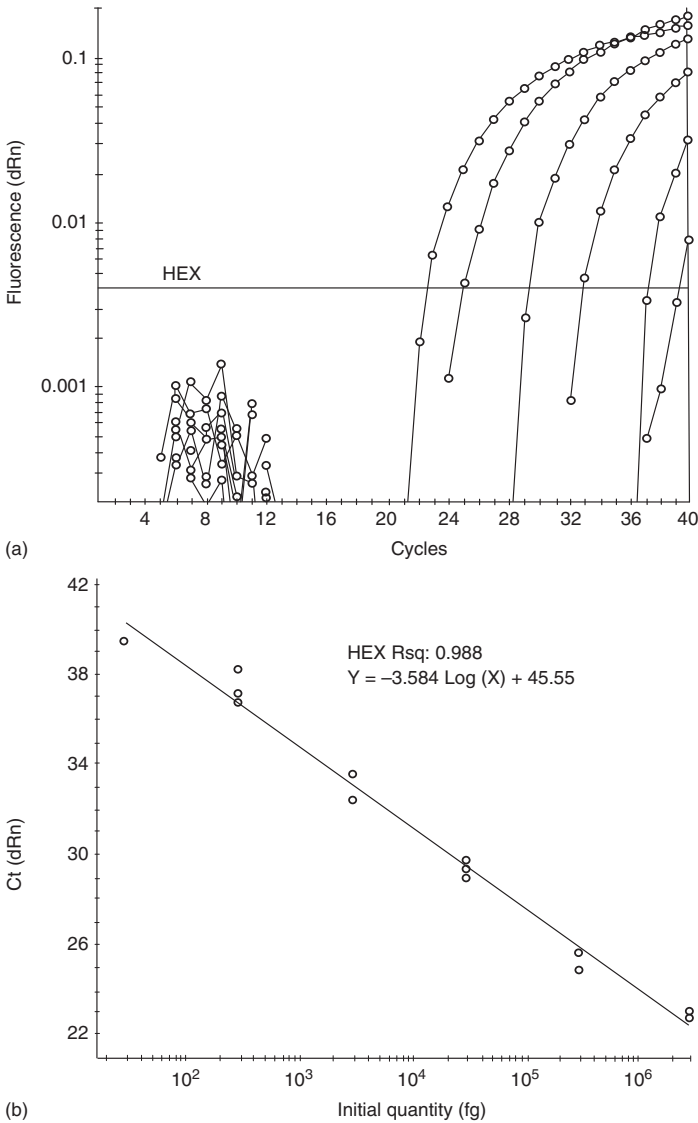 Fluorescence (dRn)
0.1
0.01
0.001
HEX
4 8 12 16 20 24 28 32 36 40
Cycles
(a)
Ct (dRn)
42
38
34
30
26
22
HEX Rsq: 0.988
Y = –3.584 Log (X) + 45.55
10² 10³ 10⁴ 10⁵ 10⁶
Initial quantity (fg)
(b)